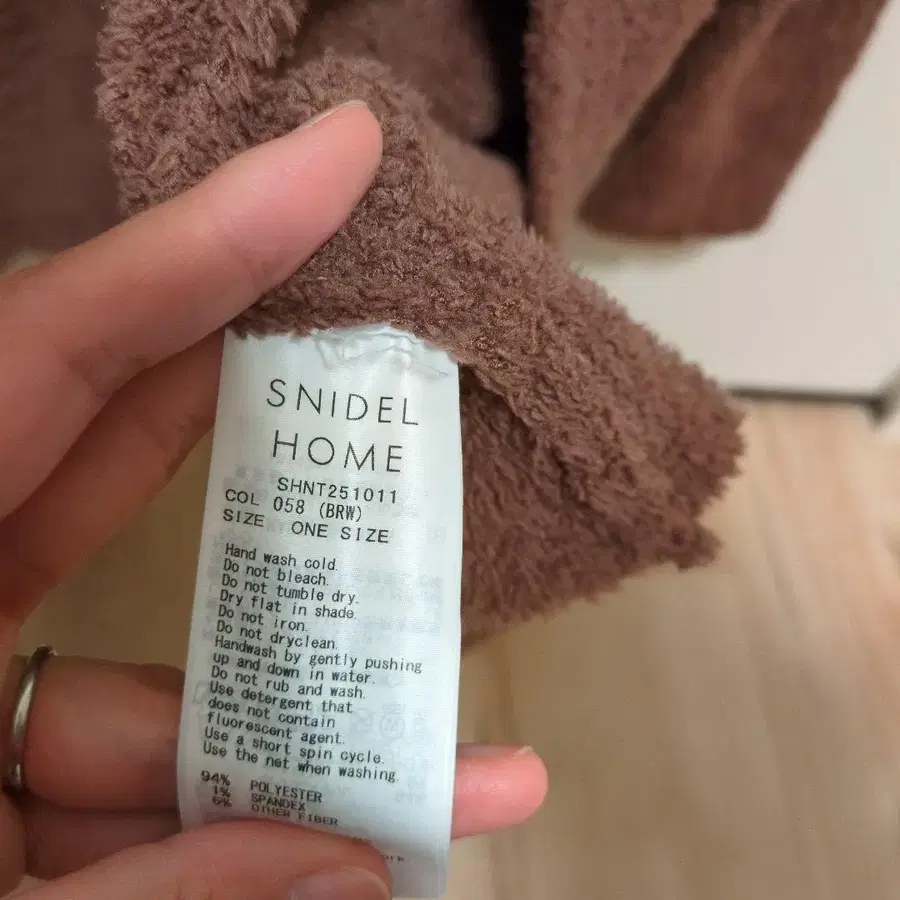 SNIDEL
HOME
SHNT251011
COL 058 (BRW)
SIZE ONE SIZE
Hand wash cold.
Do not bleach.
Do not tumble dry.
Dry flat in shade.
Do not iron.
Do not dryclean.
Handwash by gently pushing
up and down in water.
Do not rub and wash.
Use detergent that
does not contain
fluorescent agent.
Use a short spin cycle.
Use the net when washing.
94% POLYESTER
1% SPANDEX
6% OTHER FIBER